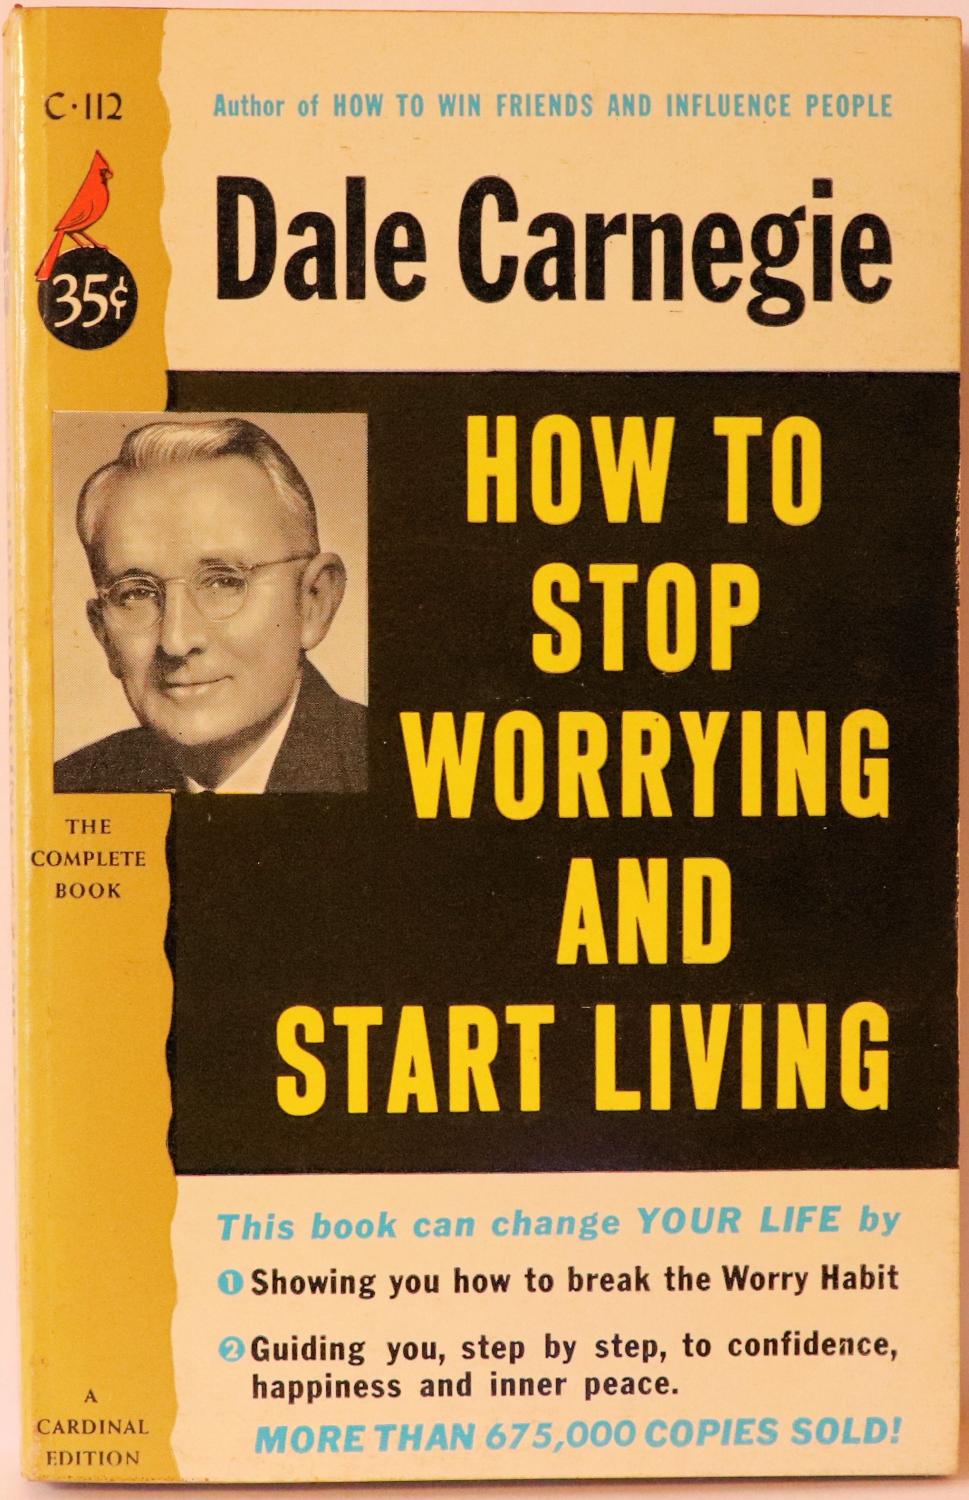 C·112
35¢
Author of HOW TO WIN FRIENDS AND INFLUENCE PEOPLE
Dale Carnegie
HOW TO
STOP
WORRYING
AND
START LIVING
THE
COMPLETE
BOOK
This book can change YOUR LIFE by
1 Showing you how to break the Worry Habit
2 Guiding you, step by step, to confidence,
happiness and inner peace.
MORE THAN 675,000 COPIES SOLD!
A
CARDINAL
EDITION